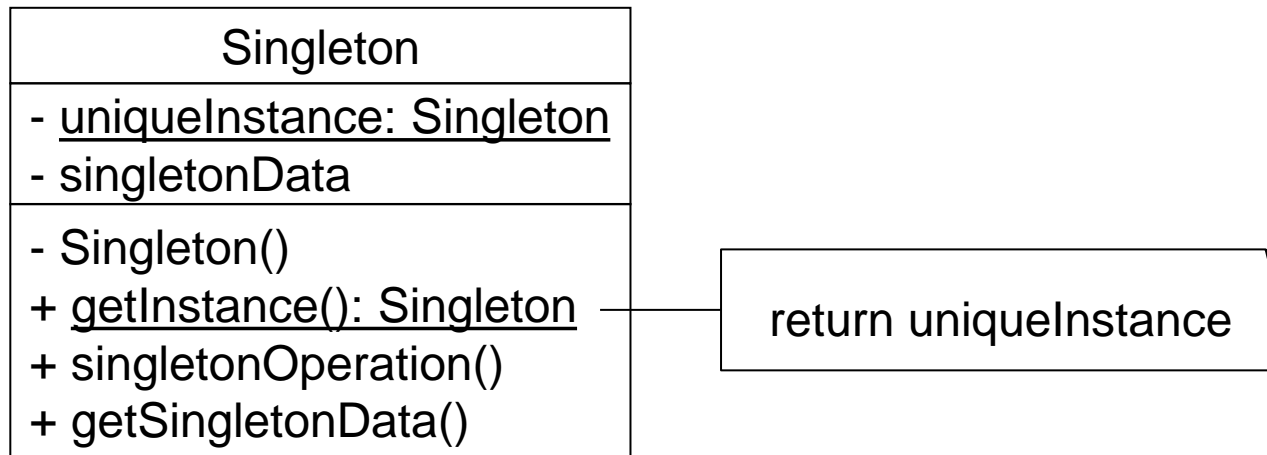 Singleton
- uniqueInstance: Singleton
- singletonData
- Singleton()
+ getInstance(): Singleton
+ singletonOperation()
+ getSingletonData()
return uniqueInstance